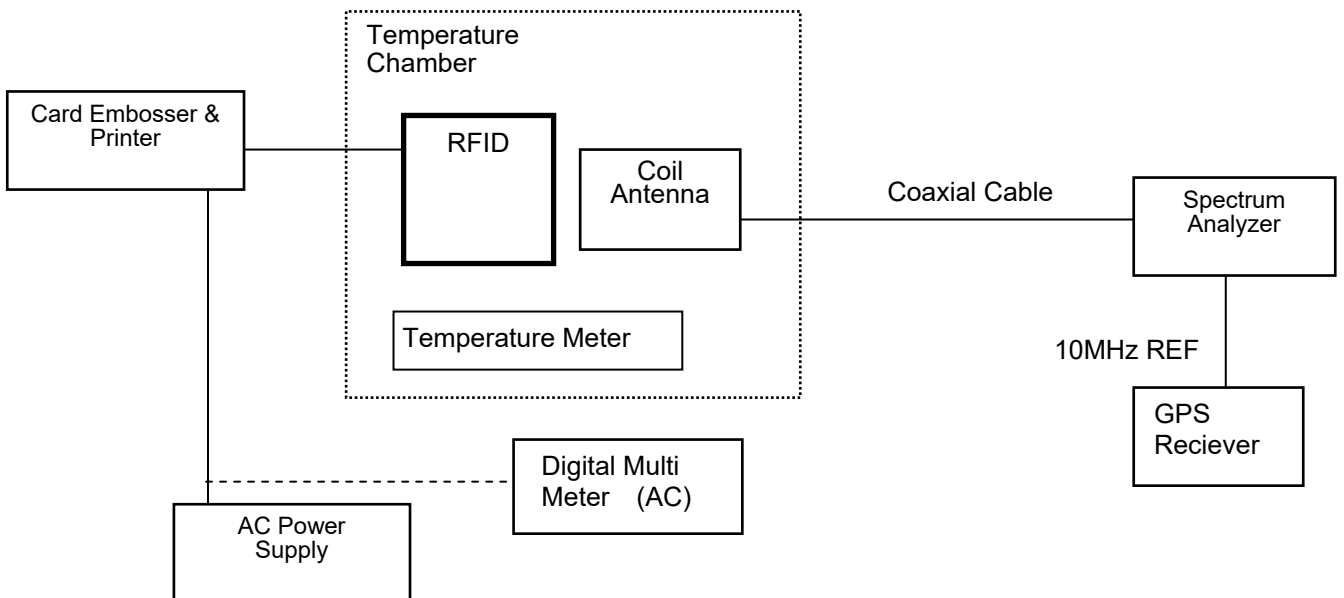 Temperature
Chamber
Card Embosser &
Printer
RFID
Coil
Antenna
Coaxial Cable
Spectrum
Analyzer
Temperature Meter
10MHz REF
GPS
Reciever
Digital Multi
Meter (AC)
AC Power
Supply